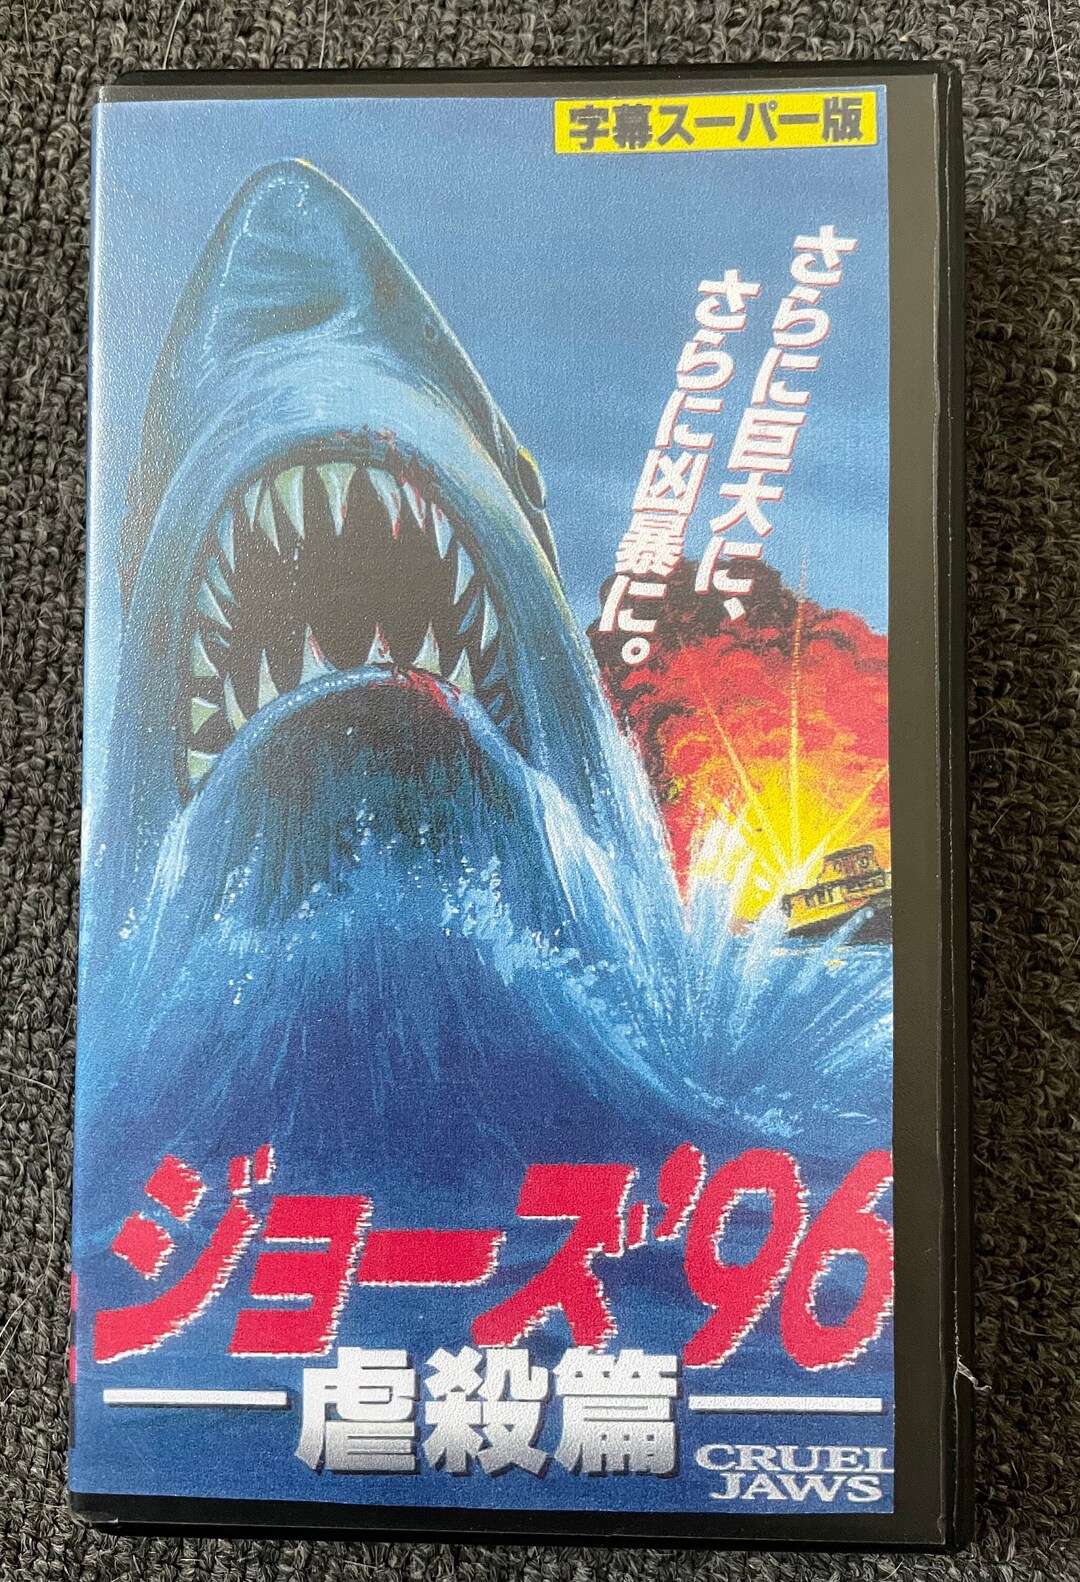 字幕スーパー版
さらに巨大に、
さらに凶暴に。
ジョーズ'96
虐殺篇
CRUEL
JAWS